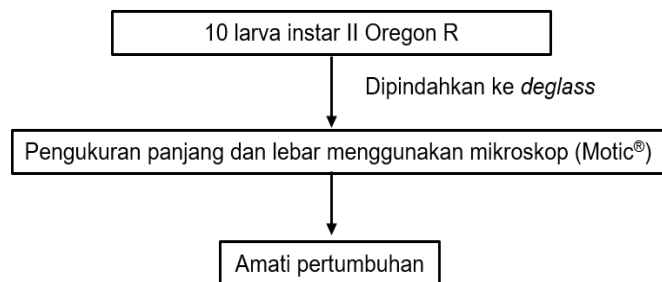 10 larva instar II Oregon R
Dipindahkan ke deglass
Pengukuran panjang dan lebar menggunakan mikroskop (Motic®)
Amati pertumbuhan